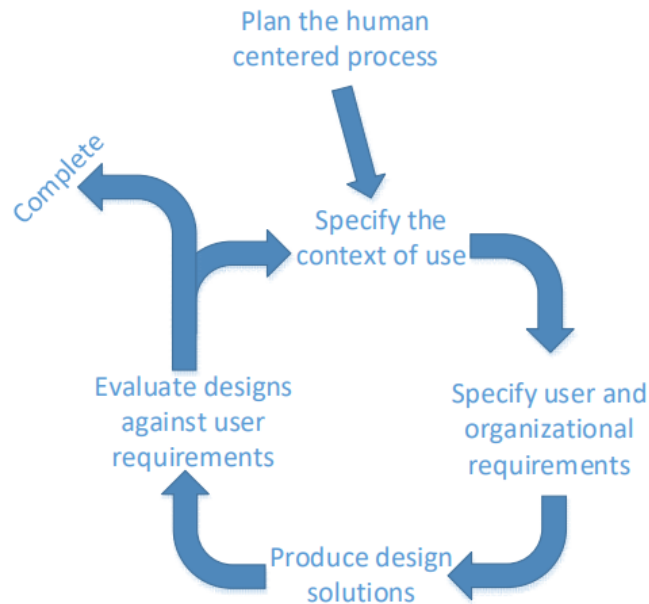 Plan the human
centered process
Complete
Specify the
context of use
Specify user and
organizational
requirements
Produce design
solutions
Evaluate designs
against user
requirements